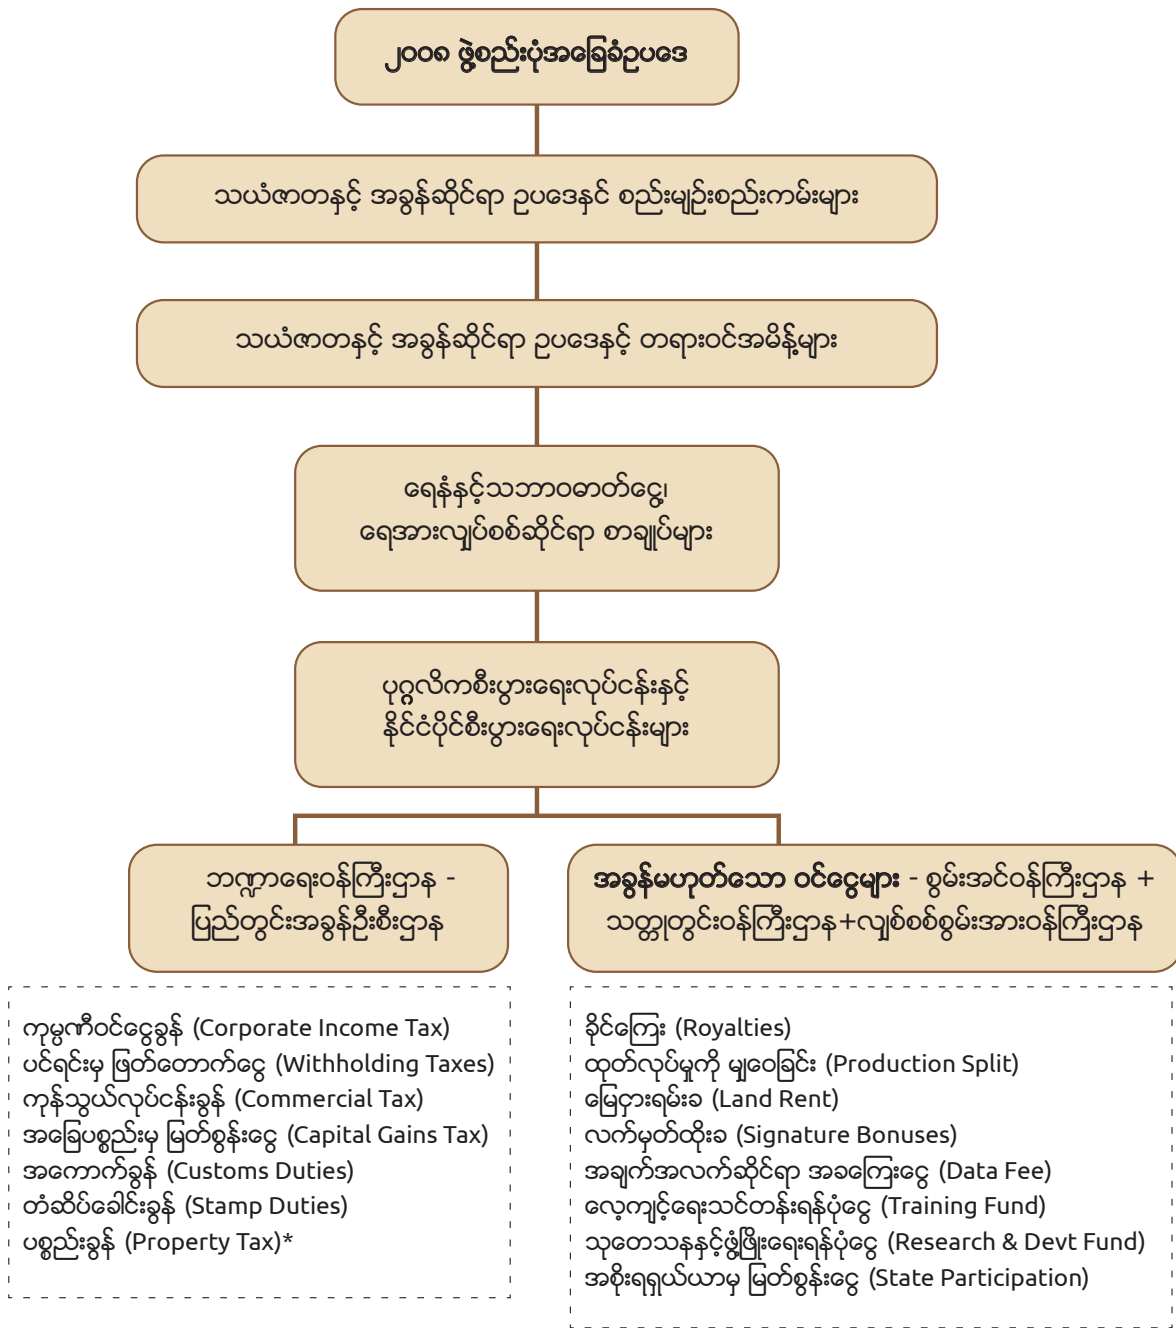 ၂၀၀၈ ဖွဲ့စည်းပုံအခြေခံဥပဒေ
သယံဇာတနှင့် အခွန်ဆိုင်ရာ ဥပဒေနှင် စည်းမျဉ်းစည်းကမ်းများ
သယံဇာတနှင့် အခွန်ဆိုင်ရာ ဥပဒေနှင့် တရားဝင်အမိန့်များ
ရေနံနှင့်သဘာဝဓာတ်ငွေ့၊
ရေအားလျှပ်စစ်ဆိုင်ရာ စာချုပ်များ
ပုဂ္ဂလိကစီးပွားရေးလုပ်ငန်းနှင့်
နိုင်ငံပိုင်စီးပွားရေးလုပ်ငန်းများ
ဘဏ္ဍာရေးဝန်ကြီးဌာန -
ပြည်တွင်းအခွန်ဦးစီးဌာန
ကုမ္ပဏီဝင်ငွေခွန် (Corporate Income Tax)
ပင်ရင်းမှ ဖြတ်တောက်ငွေ (Withholding Taxes)
ကုန်သွယ်လုပ်ငန်းခွန် (Commercial Tax)
အခြေပစ္စည်းမှ မြတ်စွန်းငွေ (Capital Gains Tax)
အကောက်ခွန် (Customs Duties)
တံဆိပ်ခေါင်းခွန် (Stamp Duties)
ပစ္စည်းခွန် (Property Tax)*
အခွန်မဟုတ်သော ဝင်ငွေများ - စွမ်းအင်ဝန်ကြီးဌာန +
သတ္တုတွင်းဝန်ကြီးဌာန+လျှစ်စစ်စွမ်းအားဝန်ကြီးဌာန
ခိုင်ကြေး (Royalties)
ထုတ်လုပ်မှုကို မျှဝေခြင်း (Production Split)
မြေငှားရမ်းခ (Land Rent)
လက်မှတ်ထိုးခ (Signature Bonuses)
အချက်အလက်ဆိုင်ရာ အခကြေးငွေ (Data Fee)
လေ့ကျင့်ရေးသင်တန်းရန်ပုံငွေ (Training Fund)
သုတေသနနှင့်ဖွံ့ဖြိုးရေးရန်ပုံငွေ (Research & Devt Fund)
အစိုးရရှယ်ယာမှ မြတ်စွန်းငွေ (State Participation)